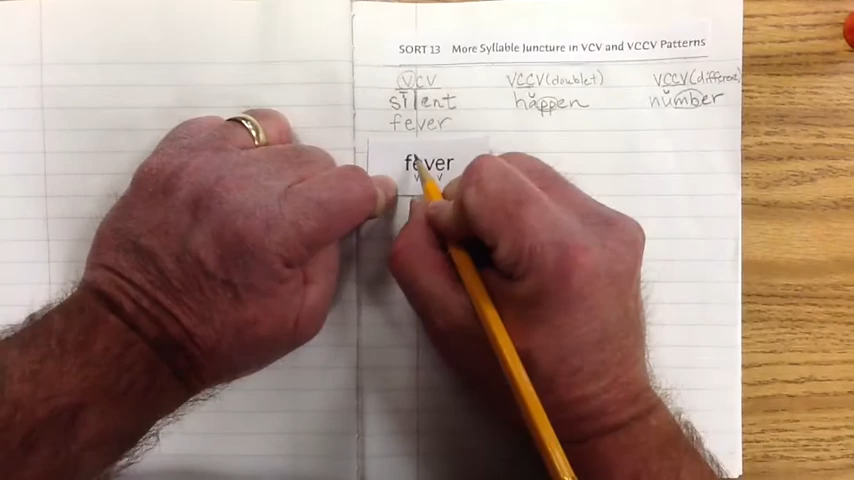 SORT 13 More Syllable Juncture in VCV and VCCV Patterns
VCV VCCV(doublet) VCCV(different)
silent happen number
fever
fever
V V